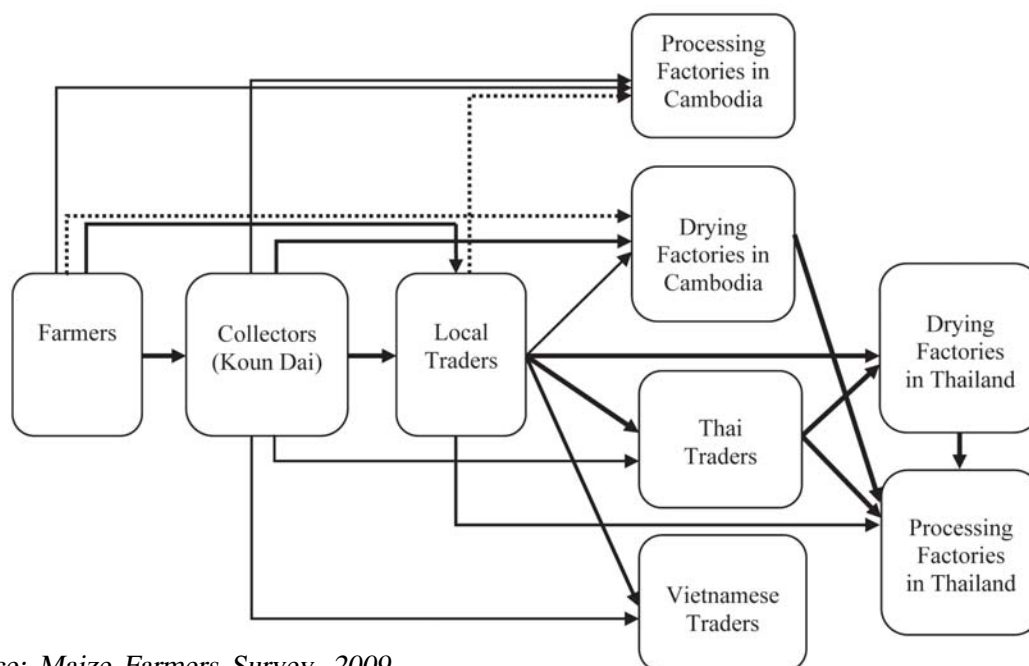 Processing
Factories in
Cambodia
Drying
Factories in
Cambodia
Farmers
Collectors
(Koun Dai)
Local
Traders
Drying
Factories
in Thailand
Thai
Traders
Processing
Factories
in Thailand
Vietnamese
Traders
Maize Farmers Survey, 2009